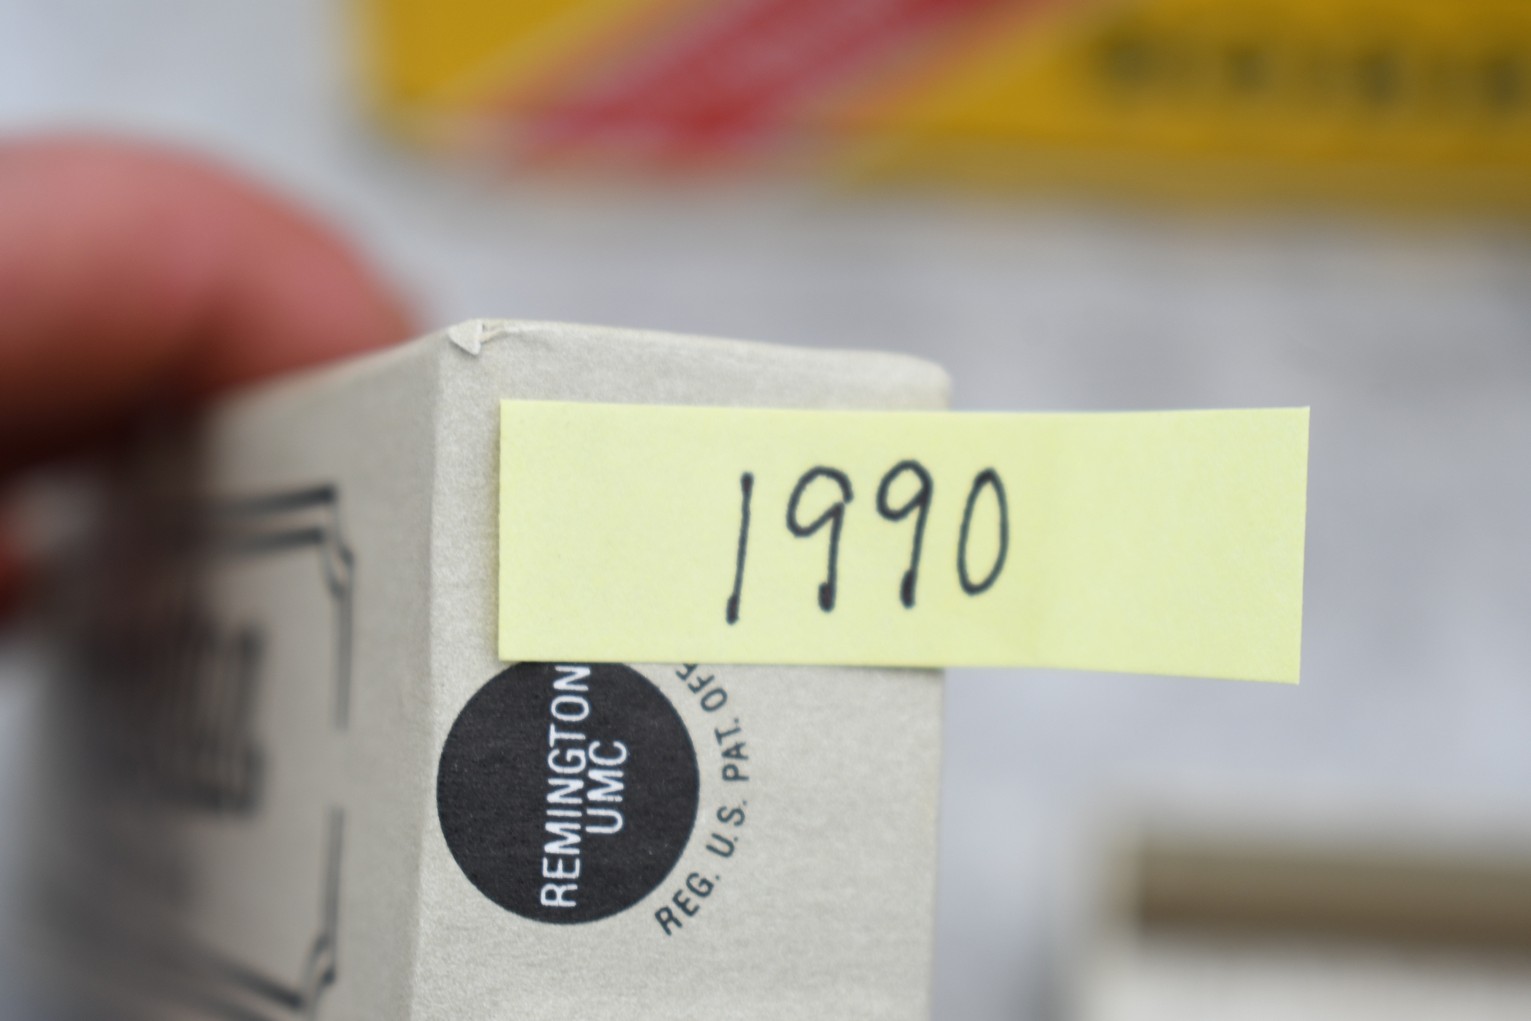 1990
REMINGTON
UMC
REG. U.S. PAT. OFF